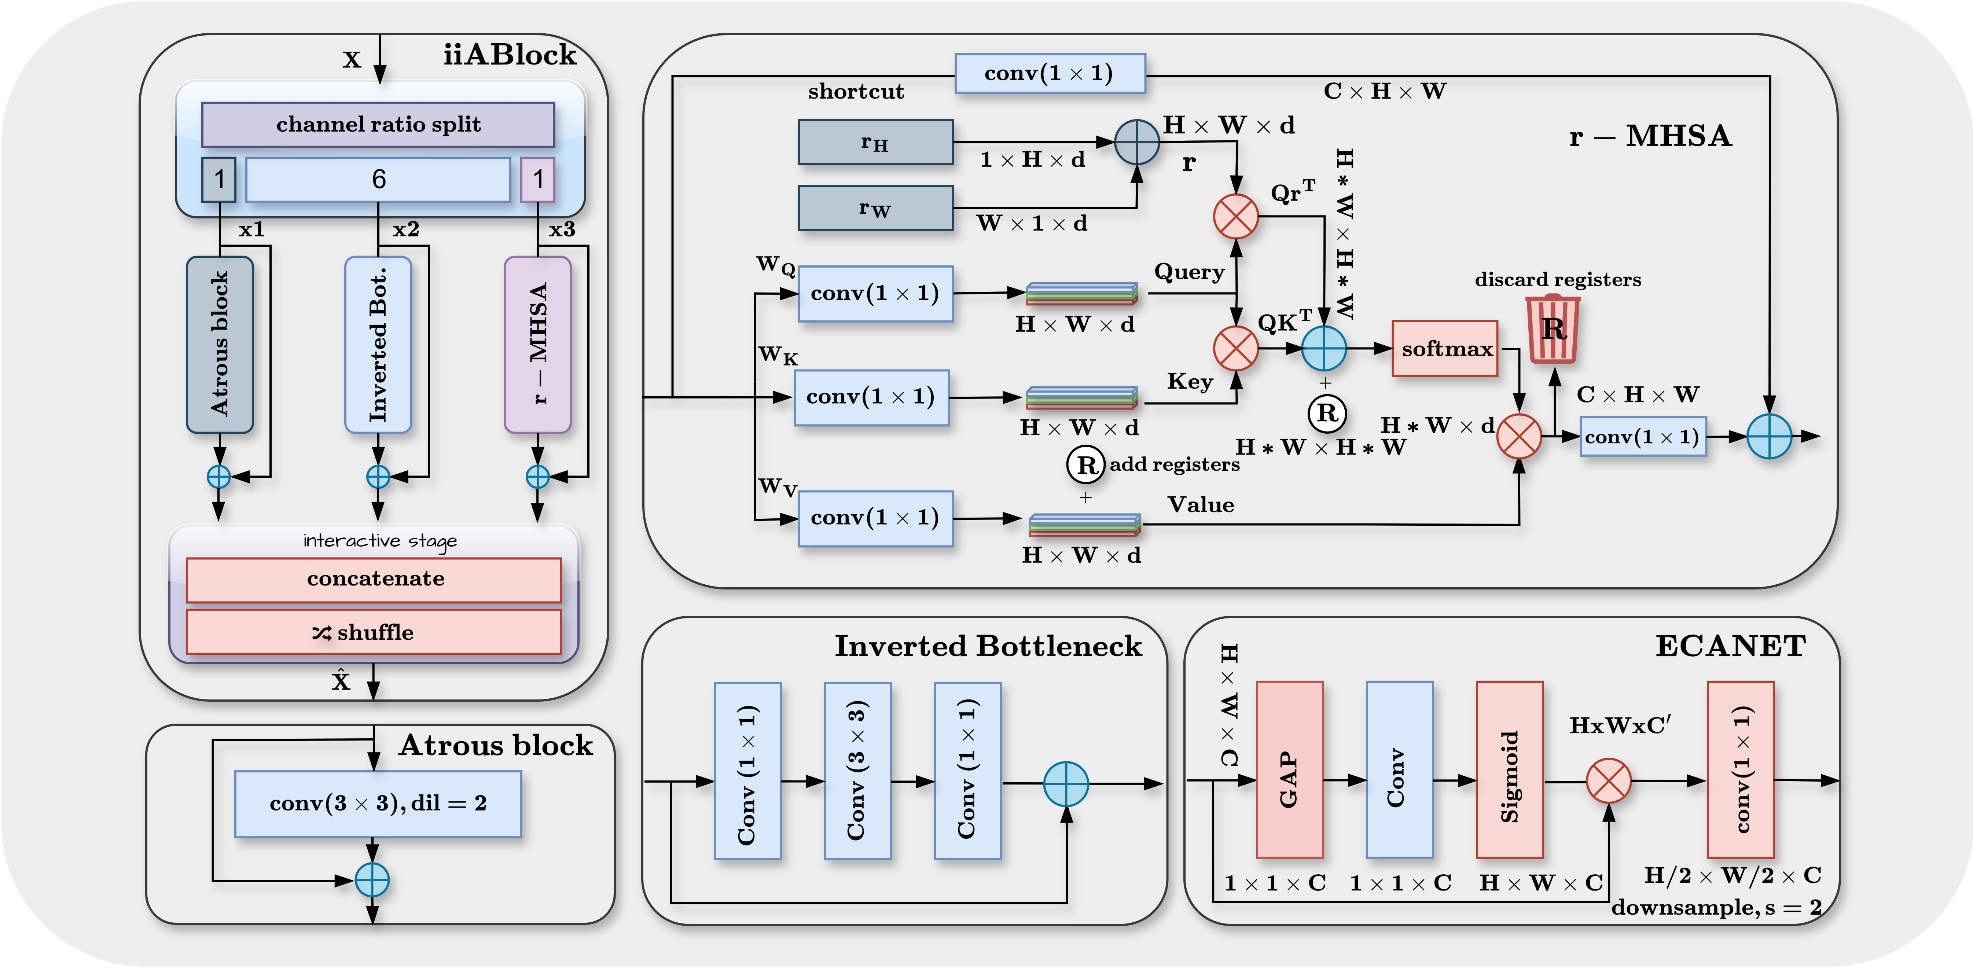 X
iiABlock
channel ratio split
1
6
1
x1
x2
x3
Atrous block
Inverted Bot.
r − MHSA
interactive stage
concatenate
shuffle
X̂
Atrous block
conv(3 × 3), dil = 2
conv(1 × 1)
shortcut
C × H × W
r − MHSA
r_H
1 × H × d
r_W
W × 1 × d
H × W × d
r
Qr^T
H ∗ W × H ∗ W
W_Q
conv(1 × 1)
H × W × d
Query
W_K
conv(1 × 1)
H × W × d
Key
QK^T
+
R
H ∗ W × H ∗ W
softmax
discard registers
R
H ∗ W × d
C × H × W
conv(1 × 1)
R add registers
+
W_V
conv(1 × 1)
H × W × d
Value
Inverted Bottleneck
Conv (1 × 1)
Conv (3 × 3)
Conv (1 × 1)
ECANET
H × W × C
GAP
Conv
Sigmoid
HxWxC′
conv(1 × 1)
1 × 1 × C
1 × 1 × C
H × W × C
H/2 × W/2 × C
downsample, s = 2